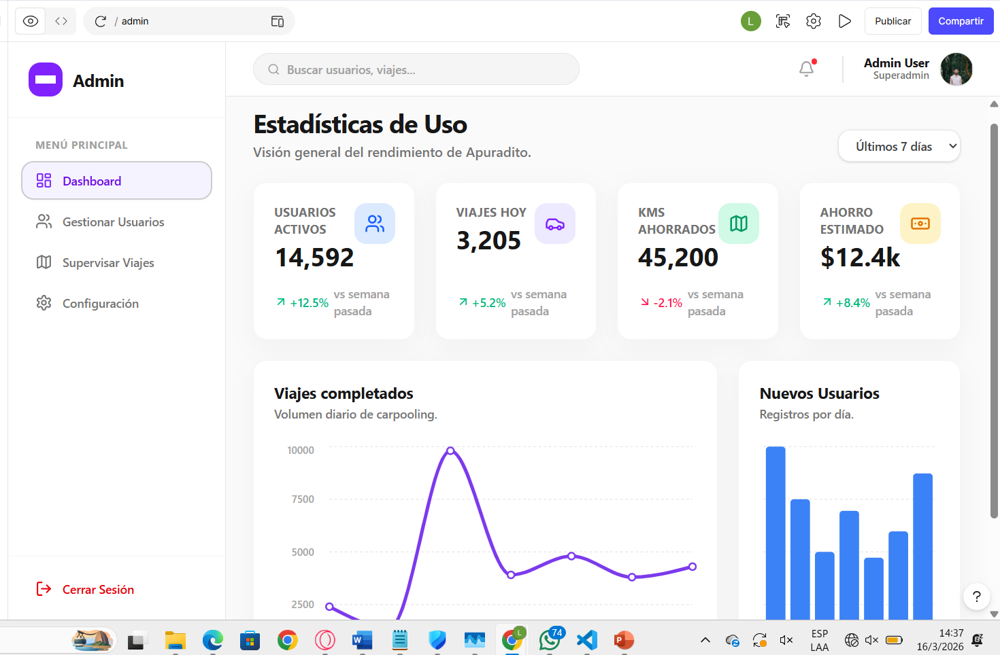 / admin
L
Publicar
Compartir
Admin
Buscar usuarios, viajes...
Admin User
Superadmin
MENÚ PRINCIPAL
Dashboard
Gestionar Usuarios
Supervisar Viajes
Configuración
Cerrar Sesión
Estadísticas de Uso
Visión general del rendimiento de Apuradito.
Últimos 7 días
USUARIOS
ACTIVOS
14,592
+12.5%
vs semana
pasada
VIAJES HOY
3,205
+5.2%
vs semana
pasada
KMS
AHORRADOS
45,200
-2.1%
vs semana
pasada
AHORRO
ESTIMADO
$12.4k
+8.4%
vs semana
pasada
Viajes completados
Volumen diario de carpooling.
10000
7500
5000
2500
Nuevos Usuarios
Registros por día.
?
W
L
74
P
ESP
LAA
14:37
16/3/2026